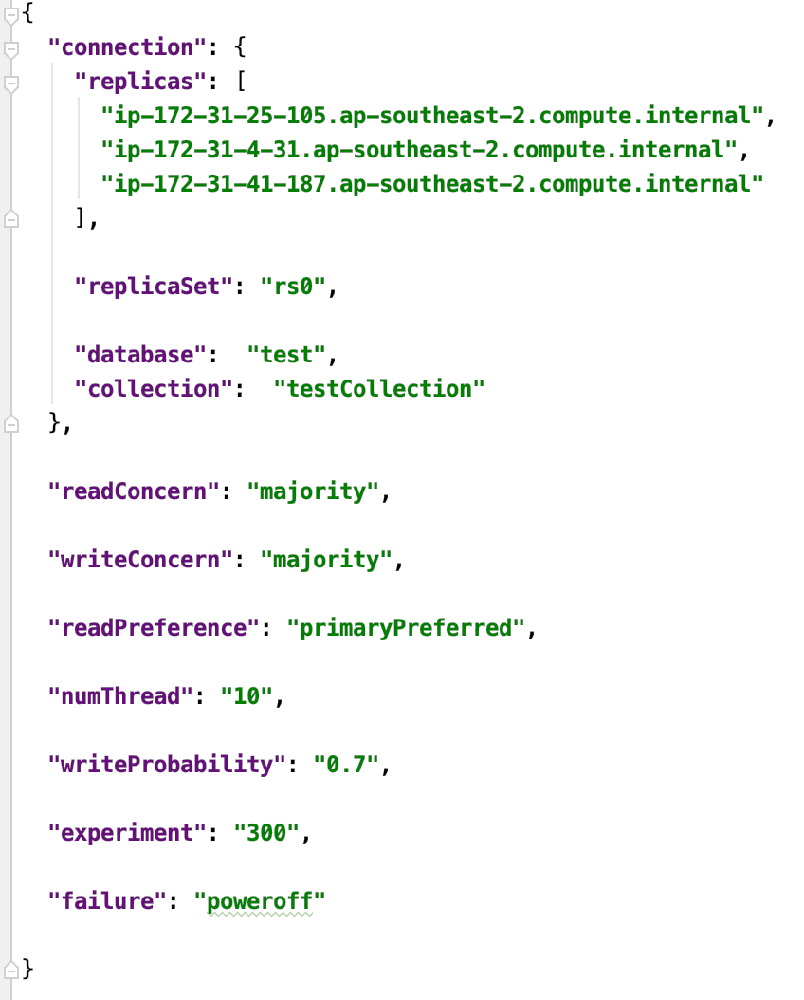 {
  "connection": {
    "replicas": [
      "ip-172-31-25-105.ap-southeast-2.compute.internal",
      "ip-172-31-4-31.ap-southeast-2.compute.internal",
      "ip-172-31-41-187.ap-southeast-2.compute.internal"
    ],
    "replicaSet": "rs0",
    "database":  "test",
    "collection":  "testCollection"
  },
  "readConcern": "majority",
  "writeConcern": "majority",
  "readPreference": "primaryPreferred",
  "numThread": "10",
  "writeProbability": "0.7",
  "experiment": "300",
  "failure": "poweroff"
}